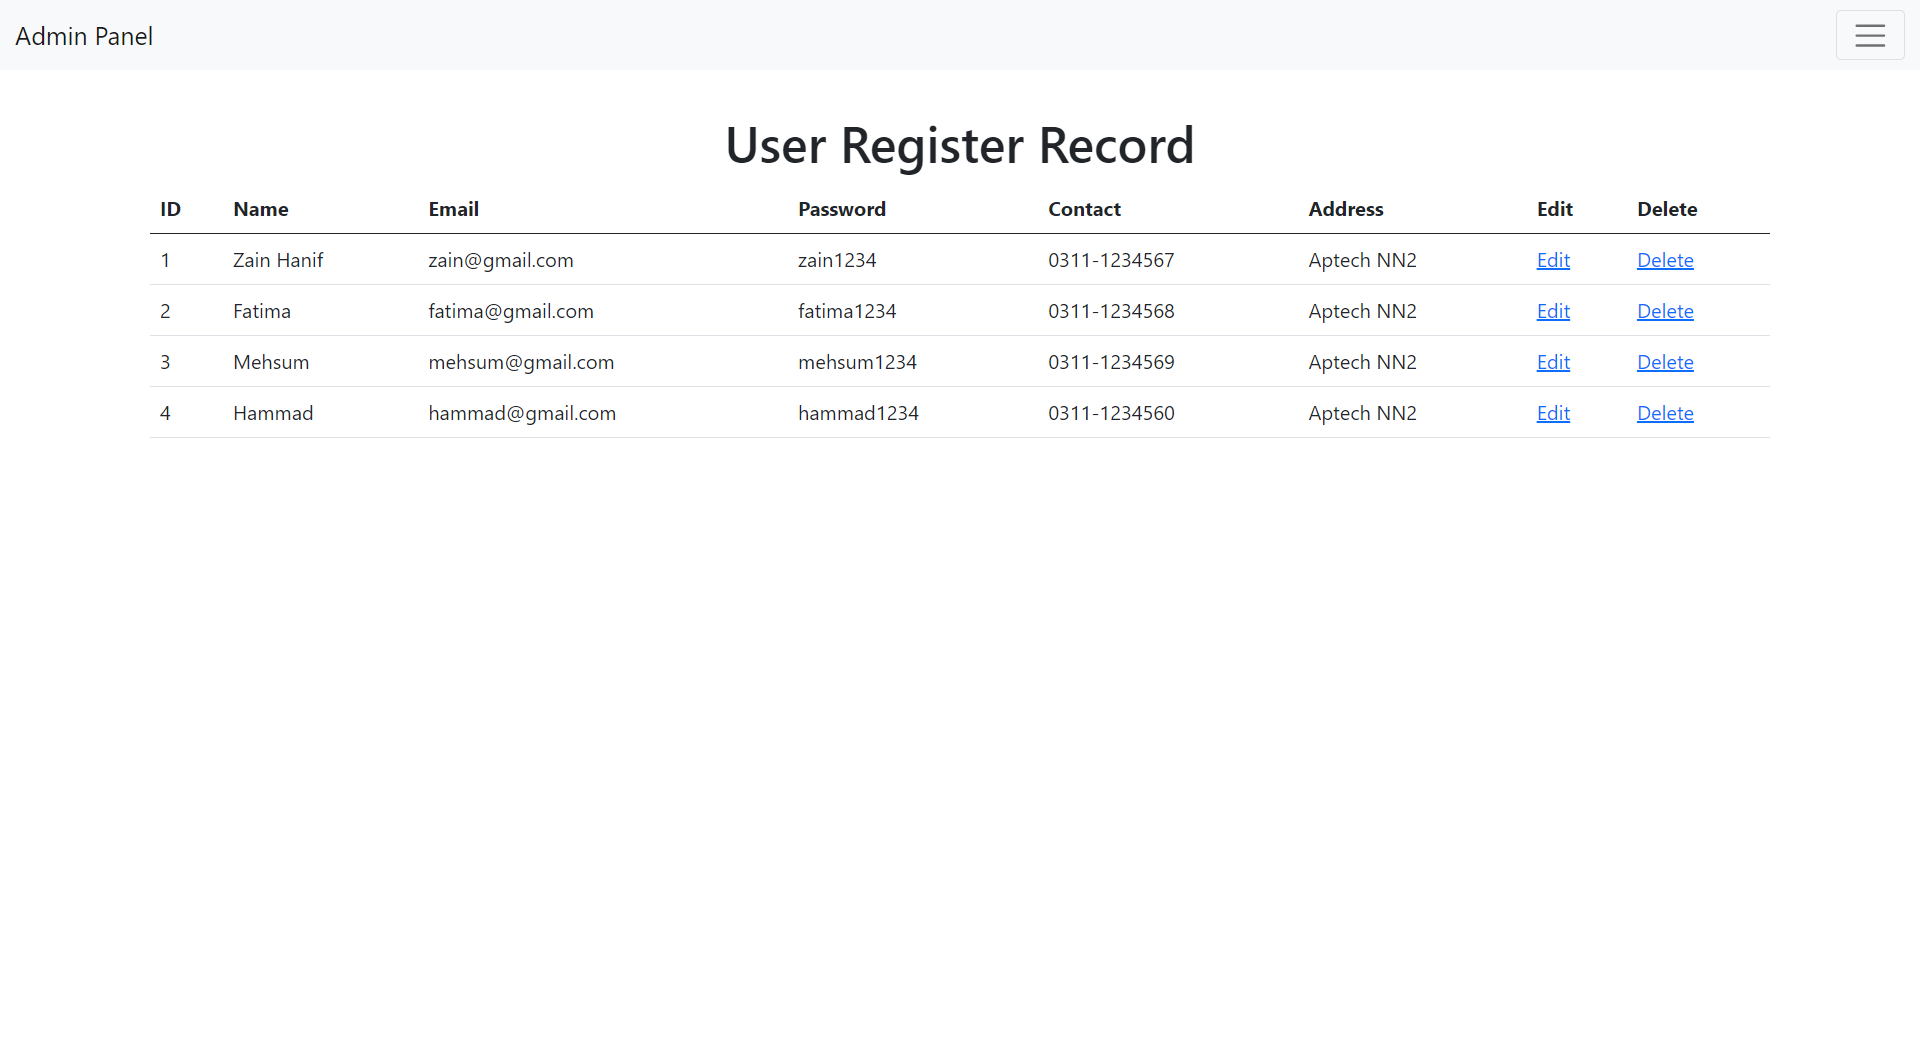 Admin Panel
User Register Record
ID Name Email Password Contact Address Edit Delete
1 Zain Hanif zain@gmail.com zain1234 0311-1234567 Aptech NN2 Edit Delete
2 Fatima fatima@gmail.com fatima1234 0311-1234568 Aptech NN2 Edit Delete
3 Mehsum mehsum@gmail.com mehsum1234 0311-1234569 Aptech NN2 Edit Delete
4 Hammad hammad@gmail.com hammad1234 0311-1234560 Aptech NN2 Edit Delete